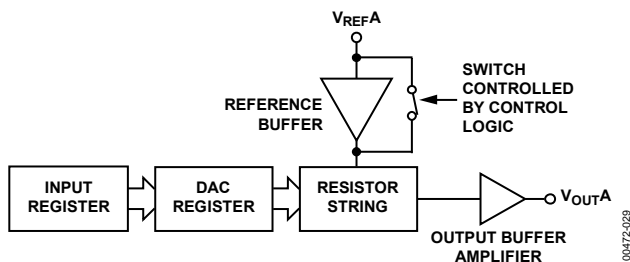 VREFA
REFERENCE
BUFFER
SWITCH
CONTROLLED
BY CONTROL
LOGIC
INPUT
REGISTER
DAC
REGISTER
RESISTOR
STRING
VOUTA
OUTPUT BUFFER
AMPLIFIER
00472-029